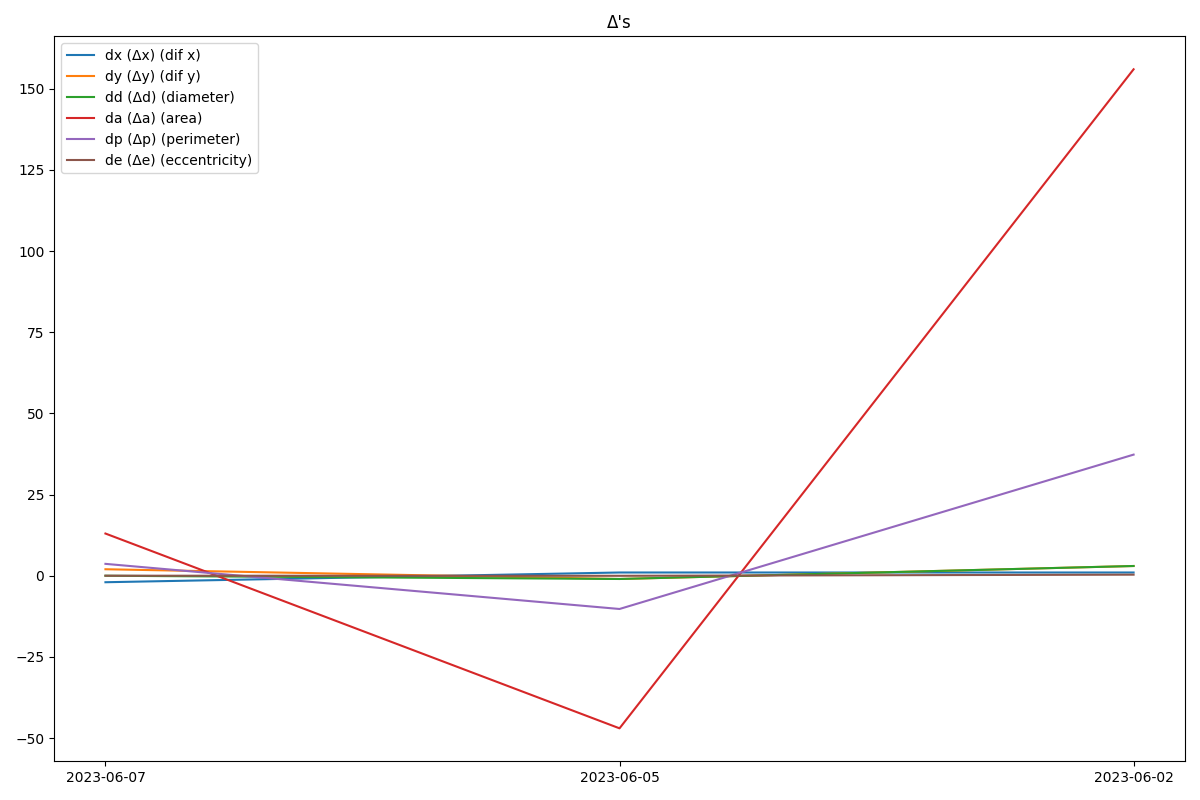 Δ's
dx (Δx) (dif x)
dy (Δy) (dif y)
dd (Δd) (diameter)
da (Δa) (area)
dp (Δp) (perimeter)
de (Δe) (eccentricity)
150
125
100
75
50
25
0
−25
−50
2023-06-07 2023-06-05 2023-06-02